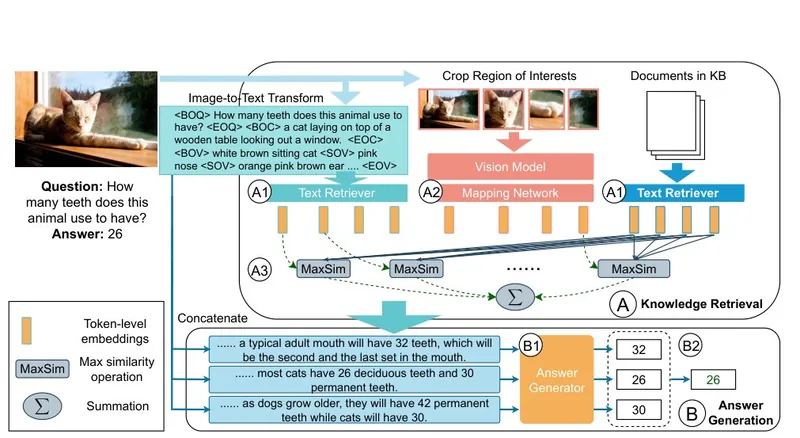 Crop Region of Interests
Documents in KB
Image-to-Text Transform
<BOQ> How many teeth does this animal use to
have? <EOQ> <BOC> a cat laying on top of a
wooden table looking out a window. <EOC>
<BOV> white brown sitting cat <SOV> pink
nose <SOV> orange pink brown ear .... <EOV>
Vision Model
A1
Text Retriever
A2
Mapping Network
A1
Text Retriever
Question: How
many teeth does this
animal use to have?
Answer: 26
A3
MaxSim
MaxSim
......
MaxSim
Σ
A
Knowledge Retrieval
Token-level
embeddings
MaxSim
Max similarity
operation
Σ
Summation
Concatenate
...... a typical adult mouth will have 32 teeth, which will
be the second and the last set in the mouth.
...... most cats have 26 deciduous teeth and 30
permanent teeth.
...... as dogs grow older, they will have 42 permanent
teeth while cats will have 30.
B1
Answer
Generator
32
26
30
B2
26
B
Answer
Generation